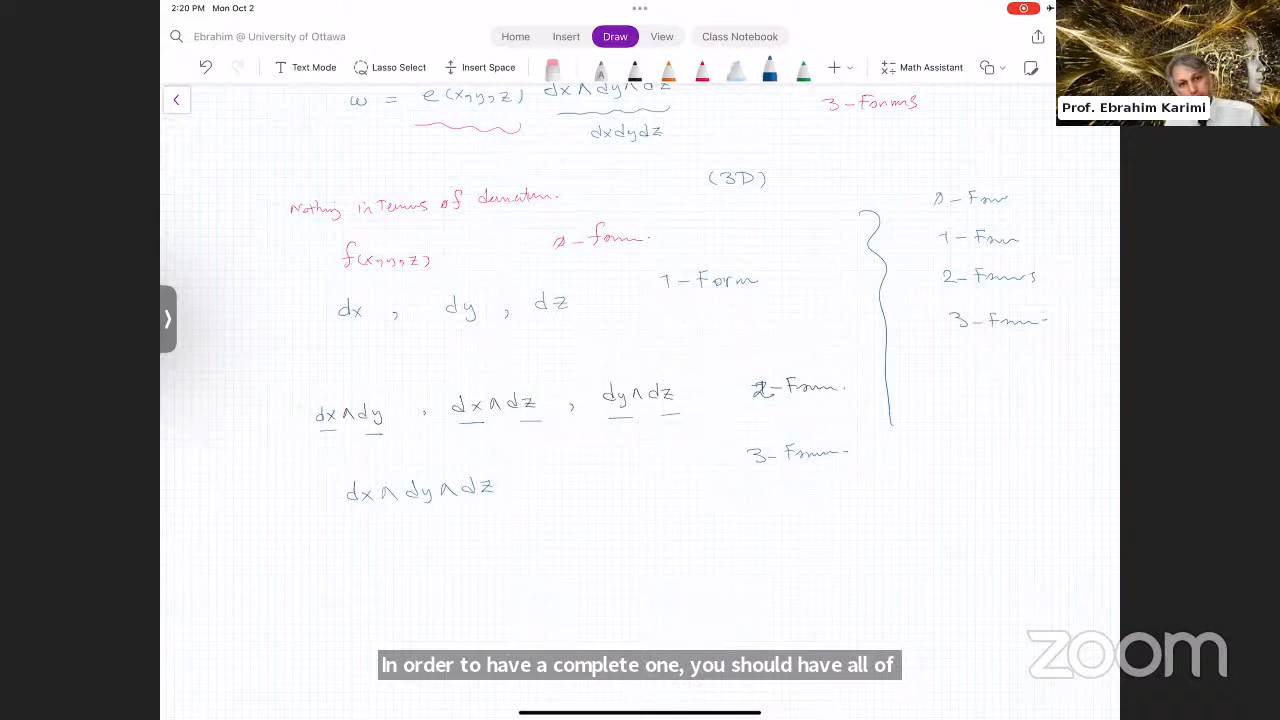 2:20 PM Mon Oct 2
Ebrahim @ University of Ottawa
Home Insert Draw View Class Notebook
Text Mode Lasso Select Insert Space Math Assistant
Prof. Ebrahim Karimi
ω = e(x,y,z) dx∧dy∧dz 3-Forms
dxdydz
(3D)
Nothing in Terms of
f(x,y,z) 0-form.
1-Form
dx , dy , dz
dx∧dy , dx∧dz , dy∧dz 2-Form.
3-Form.
dx∧dy∧dz
0-Form
1-Form
2-Forms
3-Form.
In order to have a complete one, you should have all of
zoom